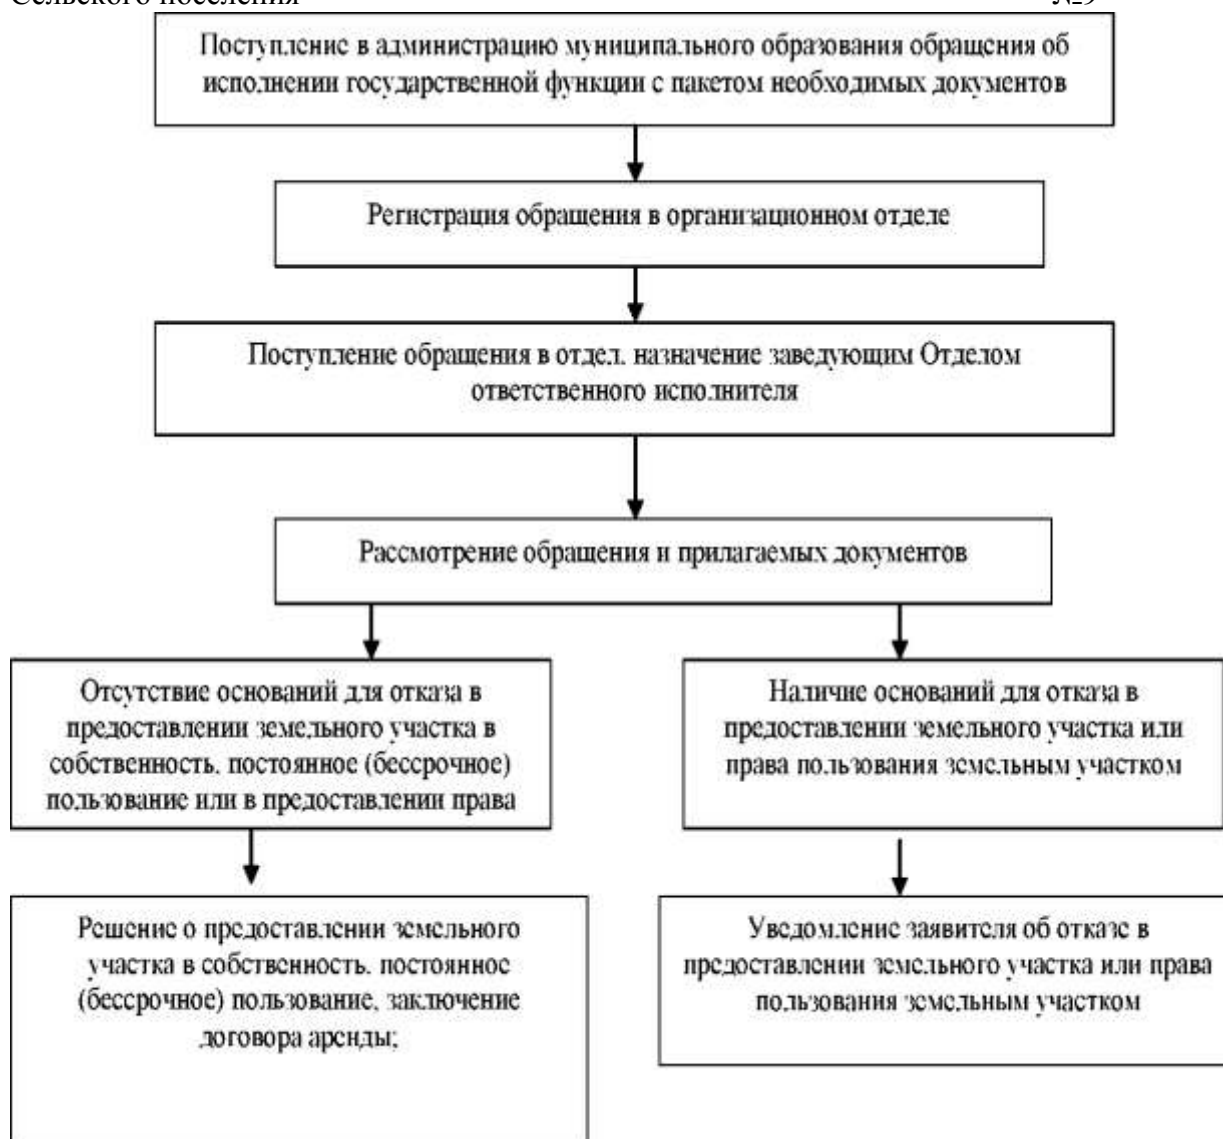 Сельского поселения №9
Поступление в администрацию муниципального образования обращения об
исполнении государственной функции с пакетом необходимых документов
Регистрация обращения в организационном отделе
Поступление обращения в отдел, назначение заведующим Отделом
ответственного исполнителя
Рассмотрение обращения и прилагаемых документов
Отсутствие оснований для отказа в
предоставлении земельного участка в
собственность, постоянное (бессрочное)
пользование или в предоставлении права
Наличие оснований для отказа в
предоставлении земельного участка или
права пользования земельным участком
Решение о предоставлении земельного
участка в собственность, постоянное
(бессрочное) пользование, заключение
договора аренды;
Уведомление заявителя об отказе в
предоставлении земельного участка или права
пользования земельным участком